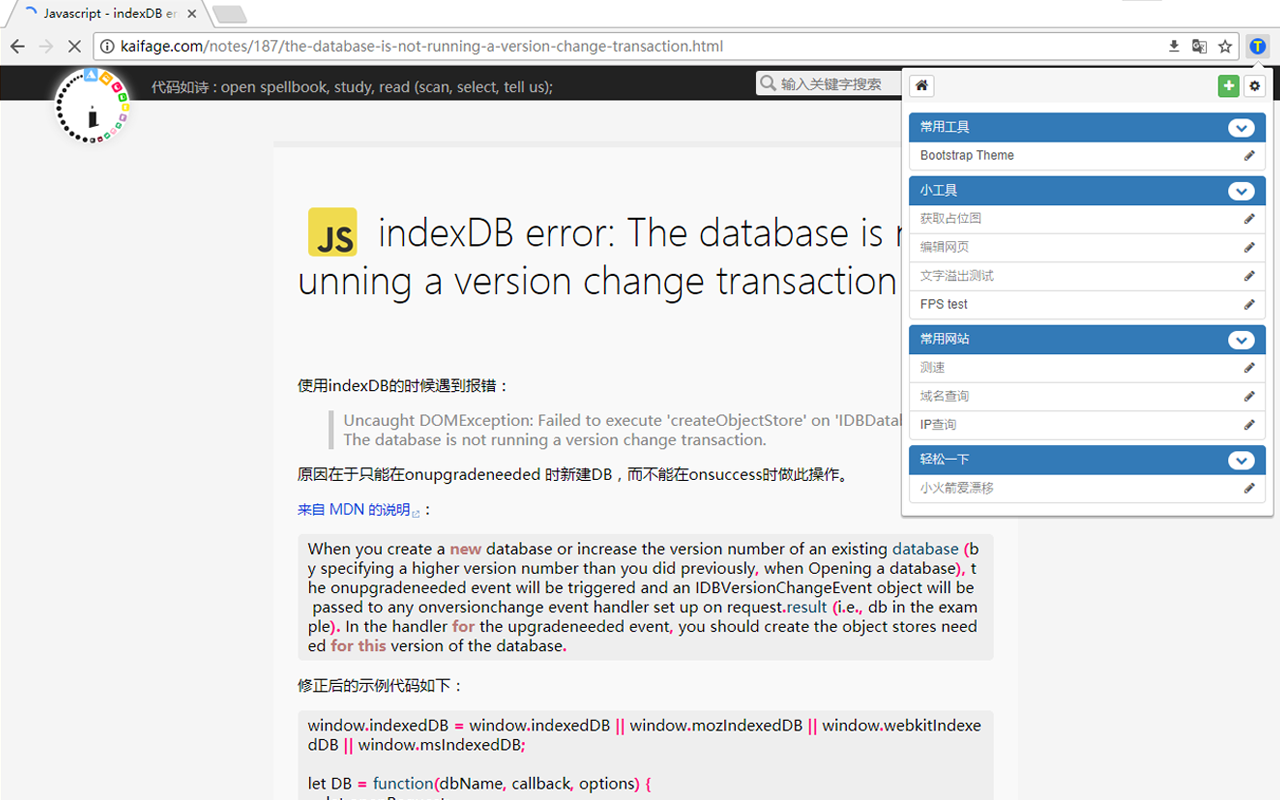 Javascript - indexDB er
kaifage.com/notes/187/the-database-is-not-running-a-version-change-transaction.html
T
代码如诗 : open spellbook, study, read (scan, select, tell us);
输入关键字搜索
JS indexDB error: The database is
unning a version change transaction
使用indexDB的时候遇到报错：
Uncaught DOMException: Failed to execute 'createObjectStore' on 'IDBData
The database is not running a version change transaction.
原因在于只能在onupgradeneeded 时新建DB，而不能在onsuccess时做此操作。
来自 MDN 的说明：
When you create a new database or increase the version number of an existing database (b
y specifying a higher version number than you did previously, when Opening a database), t
he onupgradeneeded event will be triggered and an IDBVersionChangeEvent object will be
passed to any onversionchange event handler set up on request.result (i.e., db in the exam
ple). In the handler for the upgradeneeded event, you should create the object stores need
ed for this version of the database.
修正后的示例代码如下：
window.indexedDB = window.indexedDB || window.mozIndexedDB || window.webkitIndexe
dDB || window.msIndexedDB;
let DB = function(dbName, callback, options) {
常用工具
Bootstrap Theme
小工具
获取占位图
编辑网页
文字溢出测试
FPS test
常用网站
测速
域名查询
IP查询
轻松一下
小火箭爱漂移